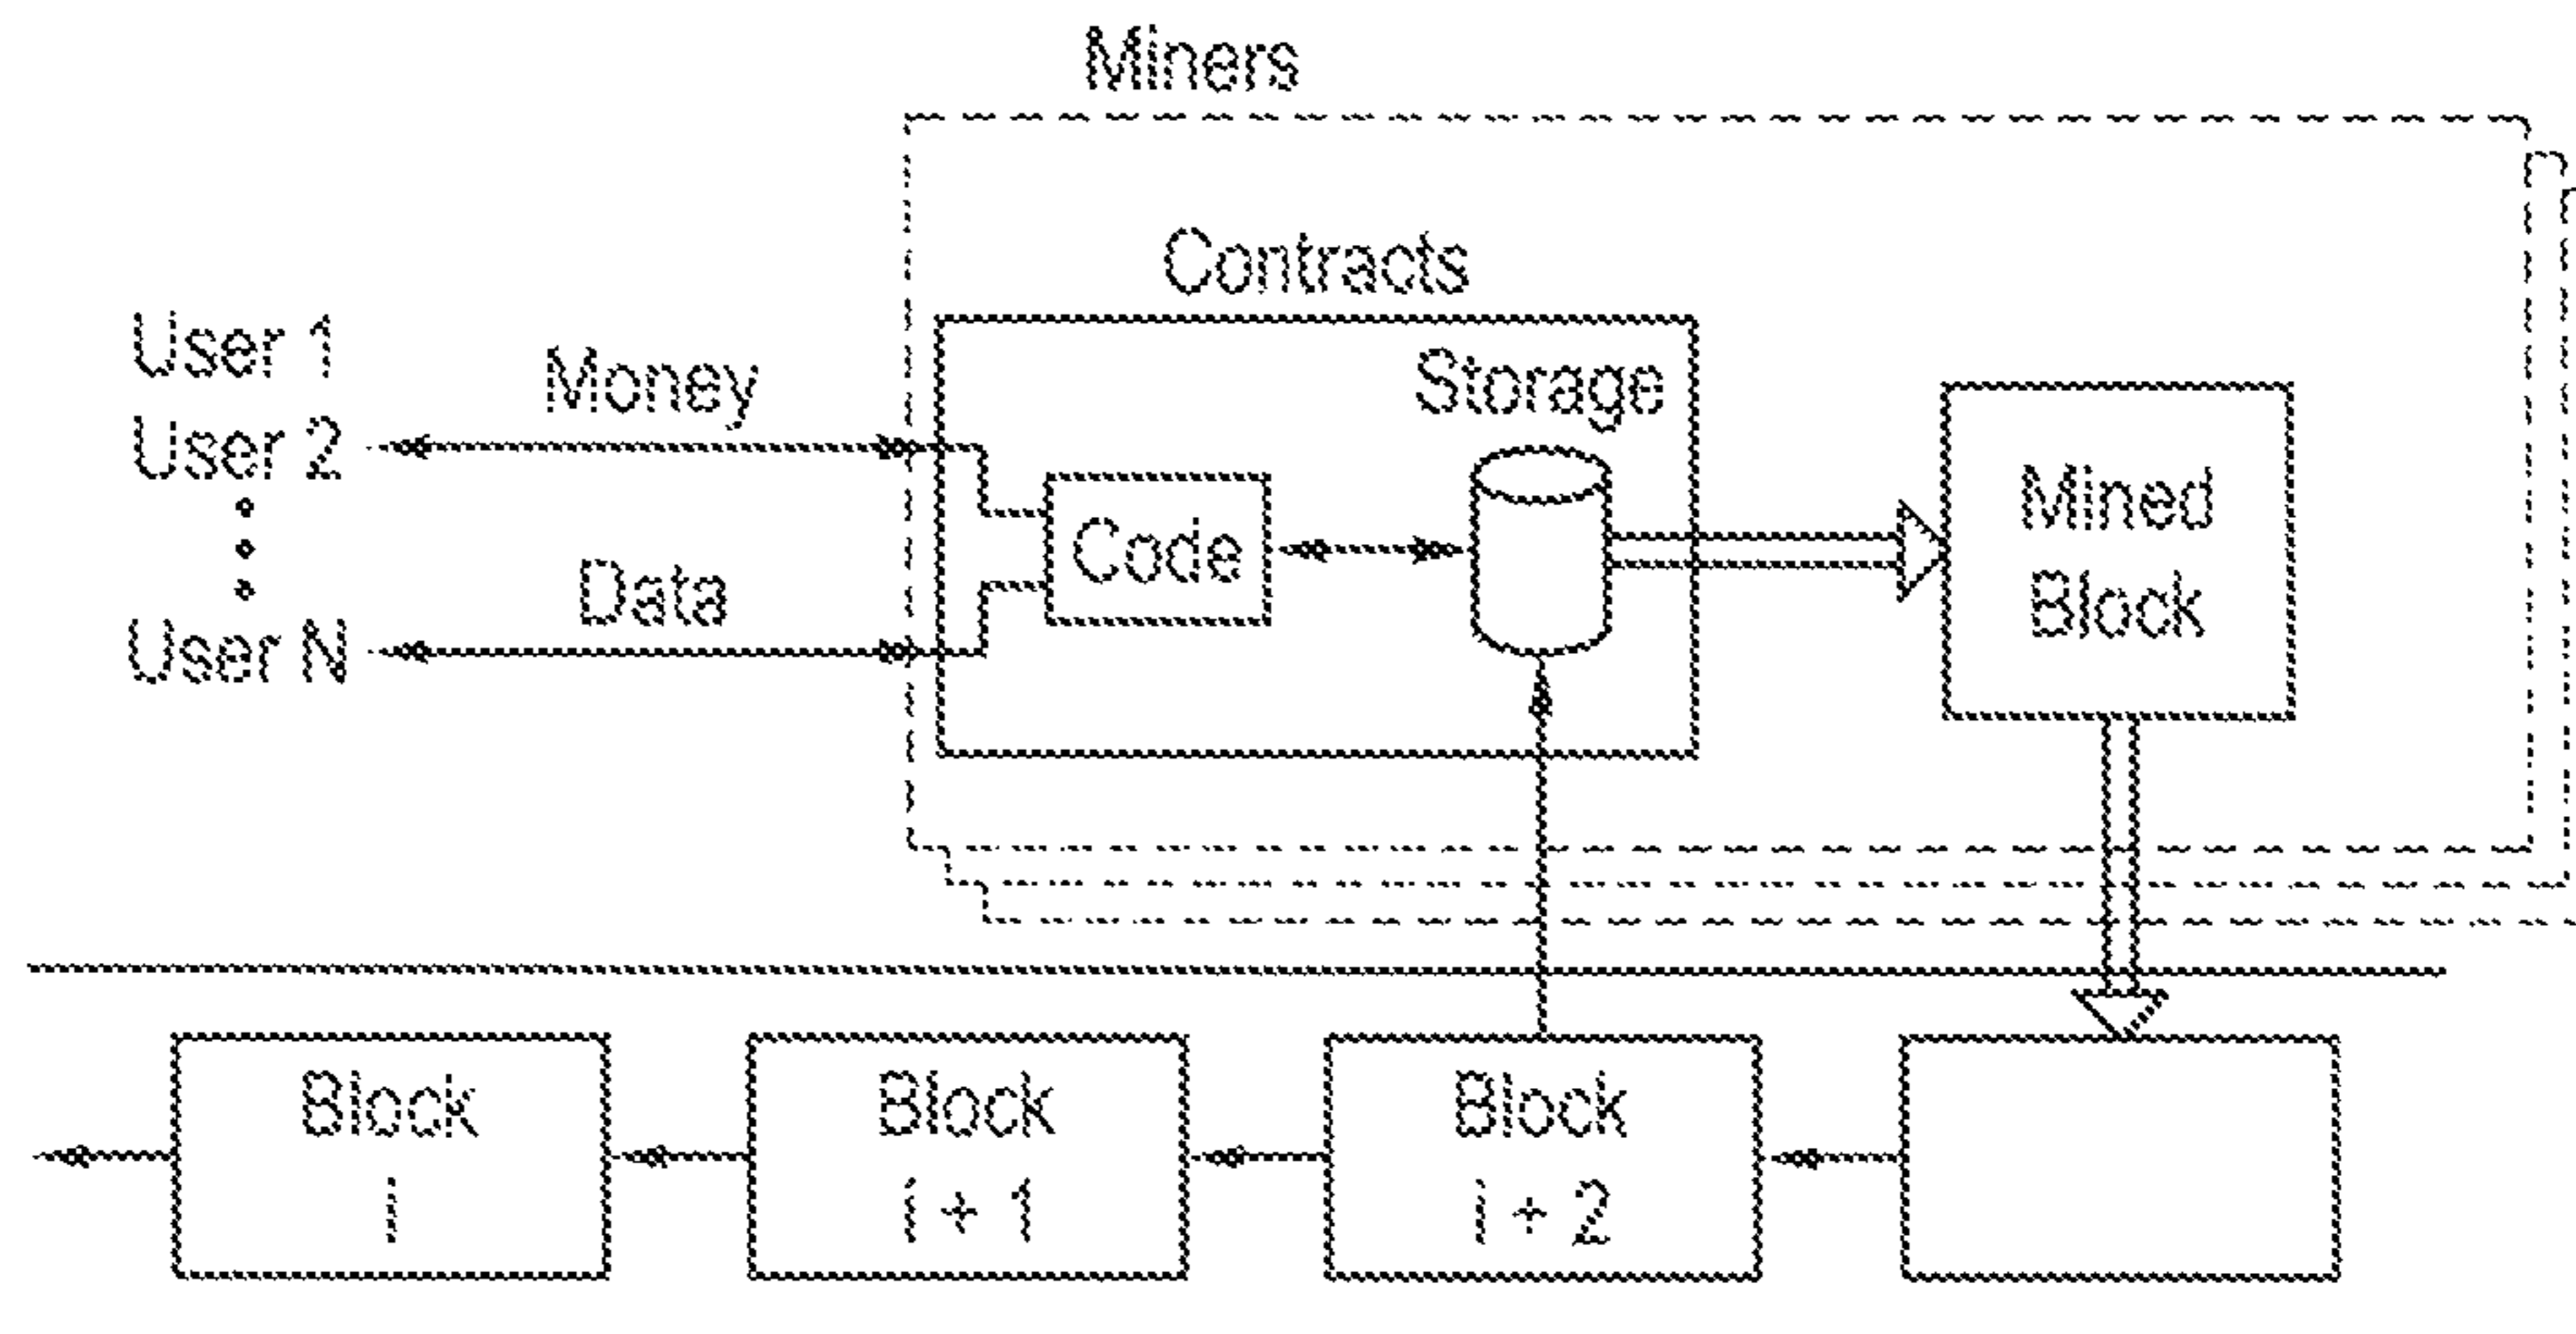 Miners
Contracts
User 1
User 2
User N
Money
Data
Storage
Code
Mined
Block
Block
i
Block
i + 1
Block
i + 2